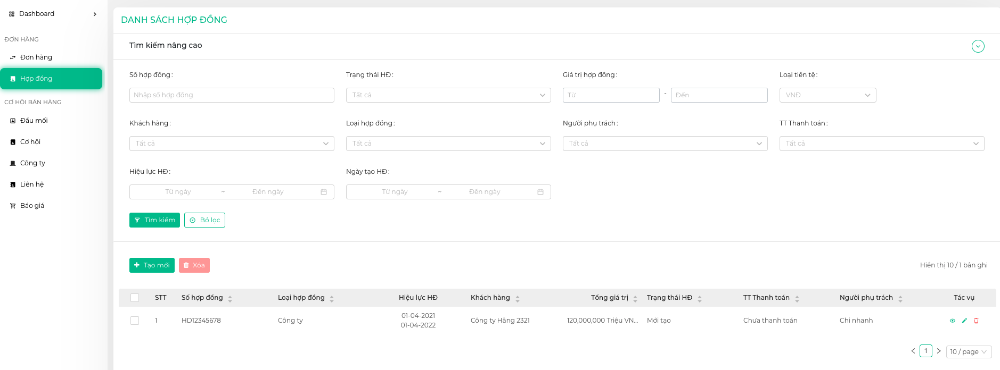 Dashboard
ĐƠN HÀNG
Đơn hàng
Hợp đồng
CƠ HỘI BÁN HÀNG
Đầu mối
Cơ hội
Công ty
Liên hệ
Báo giá
DANH SÁCH HỢP ĐỒNG
Tìm kiếm nâng cao
Số hợp đồng: Trạng thái HĐ: Giá trị hợp đồng: Loại tiền tệ:
Nhập số hợp đồng Tất cả Từ - Đến VNĐ
Khách hàng: Loại hợp đồng: Người phụ trách: TT Thanh toán:
Tất cả Tất cả Tất cả Tất cả
Hiệu lực HĐ: Ngày tạo HĐ:
Từ ngày ~ Đến ngày Từ ngày ~ Đến ngày
Tìm kiếm Bỏ lọc
Tạo mới Xóa Hiển thị 10 / 1 bản ghi
STT Số hợp đồng Loại hợp đồng Hiệu lực HĐ Khách hàng Tổng giá trị Trạng thái HĐ TT Thanh toán Người phụ trách Tác vụ
1 HD12345678 Công ty 01-04-2021 01-04-2022 Công ty Hằng 2321 120,000,000 Triệu VN... Mới tạo Chưa thanh toán Chi nhanh
< 1 > 10 / page